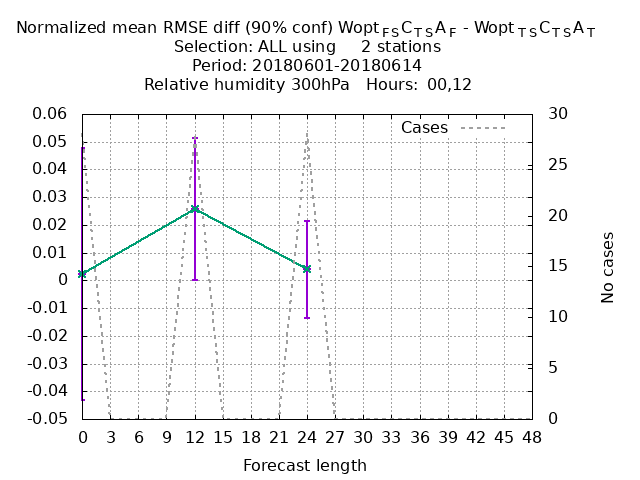 Normalized mean RMSE diff (90% conf) Wopt FS C TS A F - Wopt TS C TS A T
Selection: ALL using 2 stations
Period: 20180601-20180614
Relative humidity 300hPa Hours: 00,12
Cases
0.06
0.05
0.04
0.03
0.02
0.01
0
-0.01
-0.02
-0.03
-0.04
-0.05
30
25
20
15
10
5
0
No cases
0 3 6 9 12 15 18 21 24 27 30 33 36 39 42 45 48
Forecast length